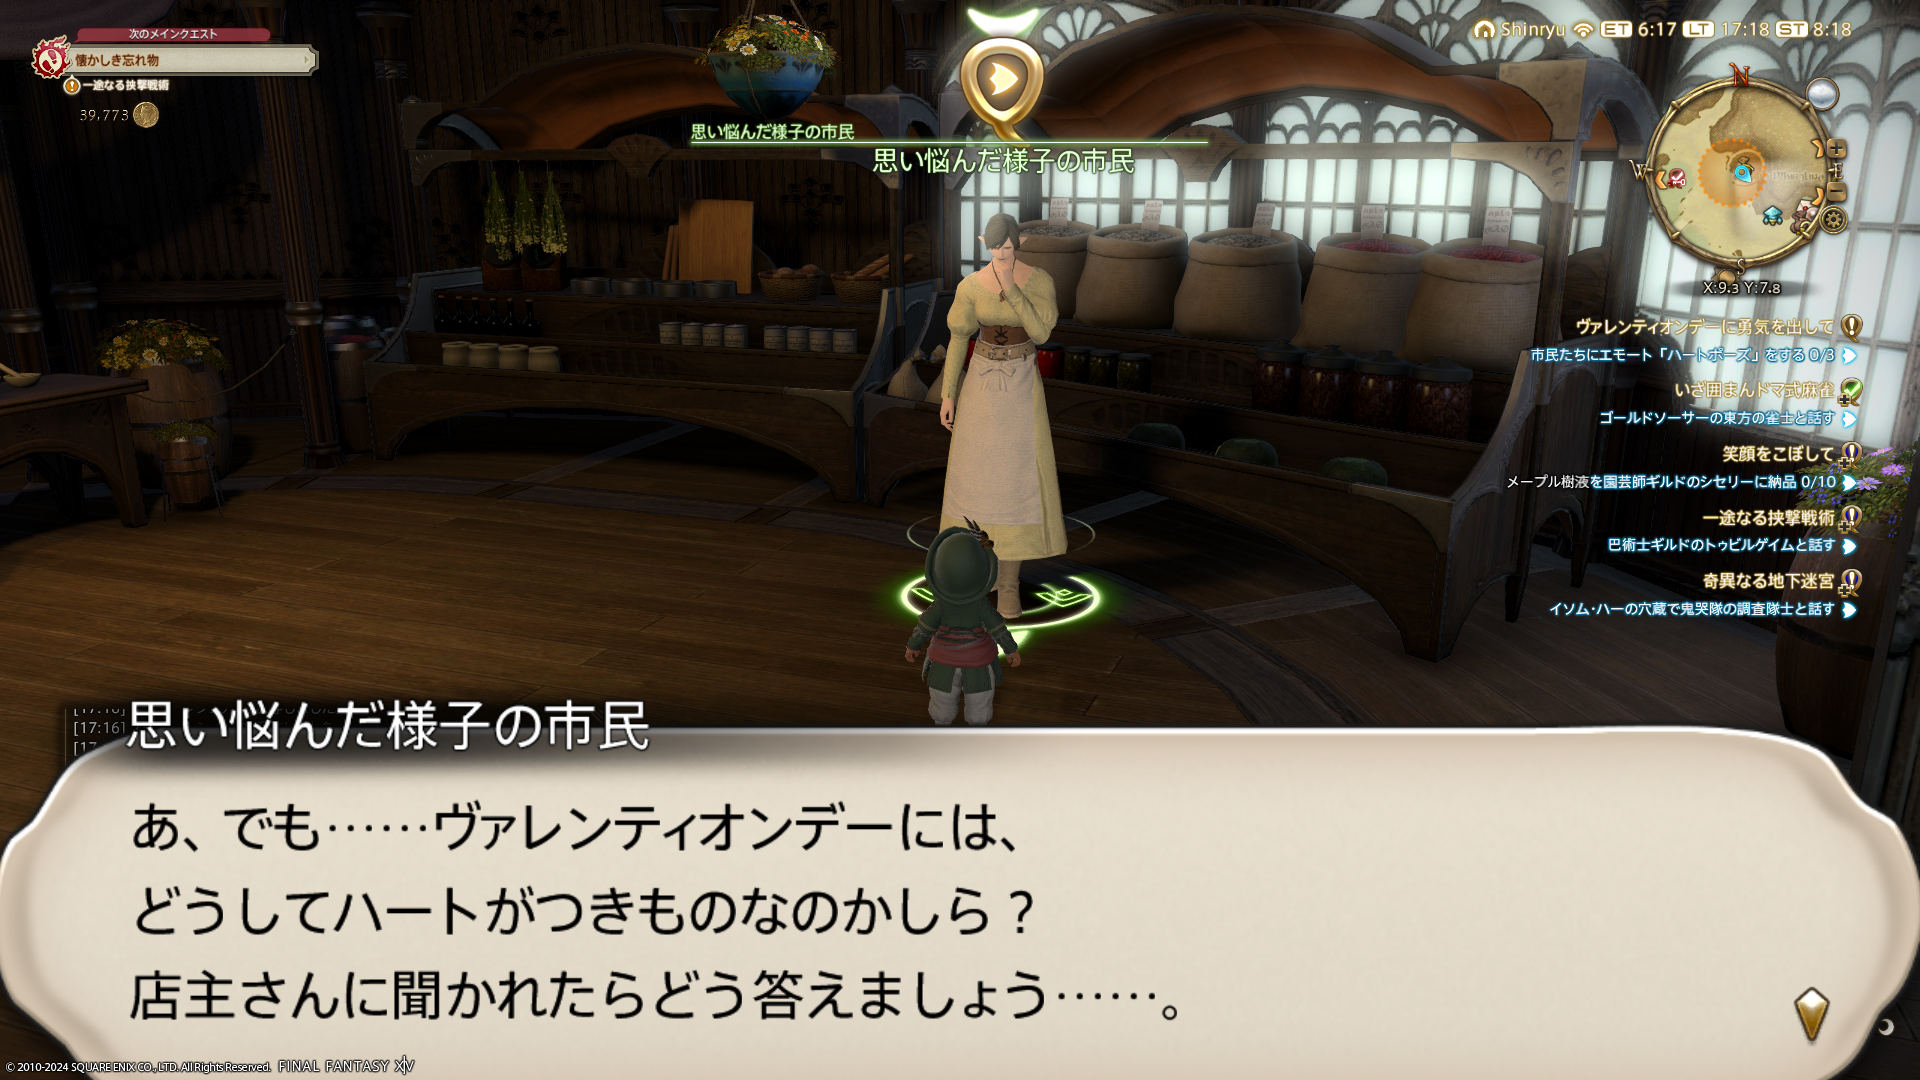 次のメインクエスト
懐かしき忘れ物
一途なる挟撃戦術
39,773
思い悩んだ様子の市民
思い悩んだ様子の市民
Shinryu ET 6:17 LT 17:18 ST 8:18
N
W
E
S
X:9.3 Y:7.8
ヴァレンティオンデーに勇気を出して
市民たちにエモート「ハートポーズ」をする 0/3
いざ囲まんドマ式麻雀
ゴールドソーサーの東方の雀士と話す
笑顔をこぼして
メープル樹液を園芸師ギルドのシセリーに納品 0/10
一途なる挟撃戦術
巴術士ギルドのトゥビルゲイムと話す
奇異なる地下迷宮
イソム・ハーの穴蔵で鬼哭隊の調査隊士と話す
[17:16]
[17:16]
[17
思い悩んだ様子の市民
あ、でも……ヴァレンティオンデーには、
どうしてハートがつきものなのかしら？
店主さんに聞かれたらどう答えましょう……。
© 2010-2024 SQUARE ENIX CO., LTD. All Rights Reserved. FINAL FANTASY XIV